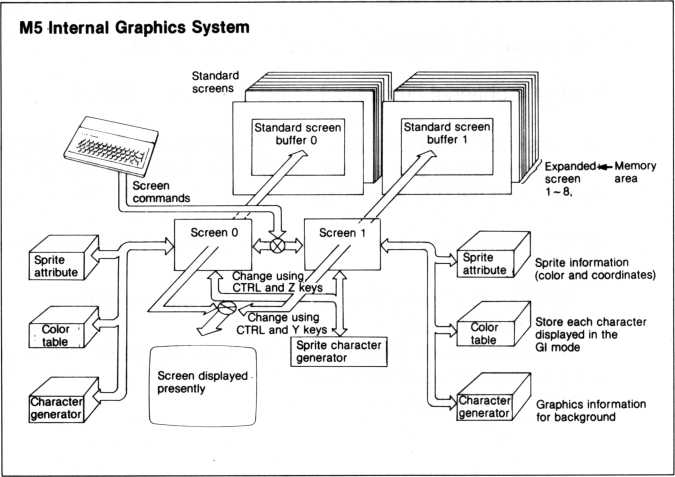 M5 Internal Graphics System
Standard
screens
Standard screen
buffer 0
Standard screen
buffer 1
Expanded
screen
1~8,
Memory
area
Screen
commands
Screen 0
Screen 1
Sprite
attribute
Color
table
Character
generator
Change using
CTRL and Z keys
Change using
CTRL and Y keys
Sprite character
generator
Screen displayed
presently
Sprite
attribute
Sprite information
(color and coordinates)
Color
table
Store each character
displayed in the
GI mode
Character
generator
Graphics information
for background